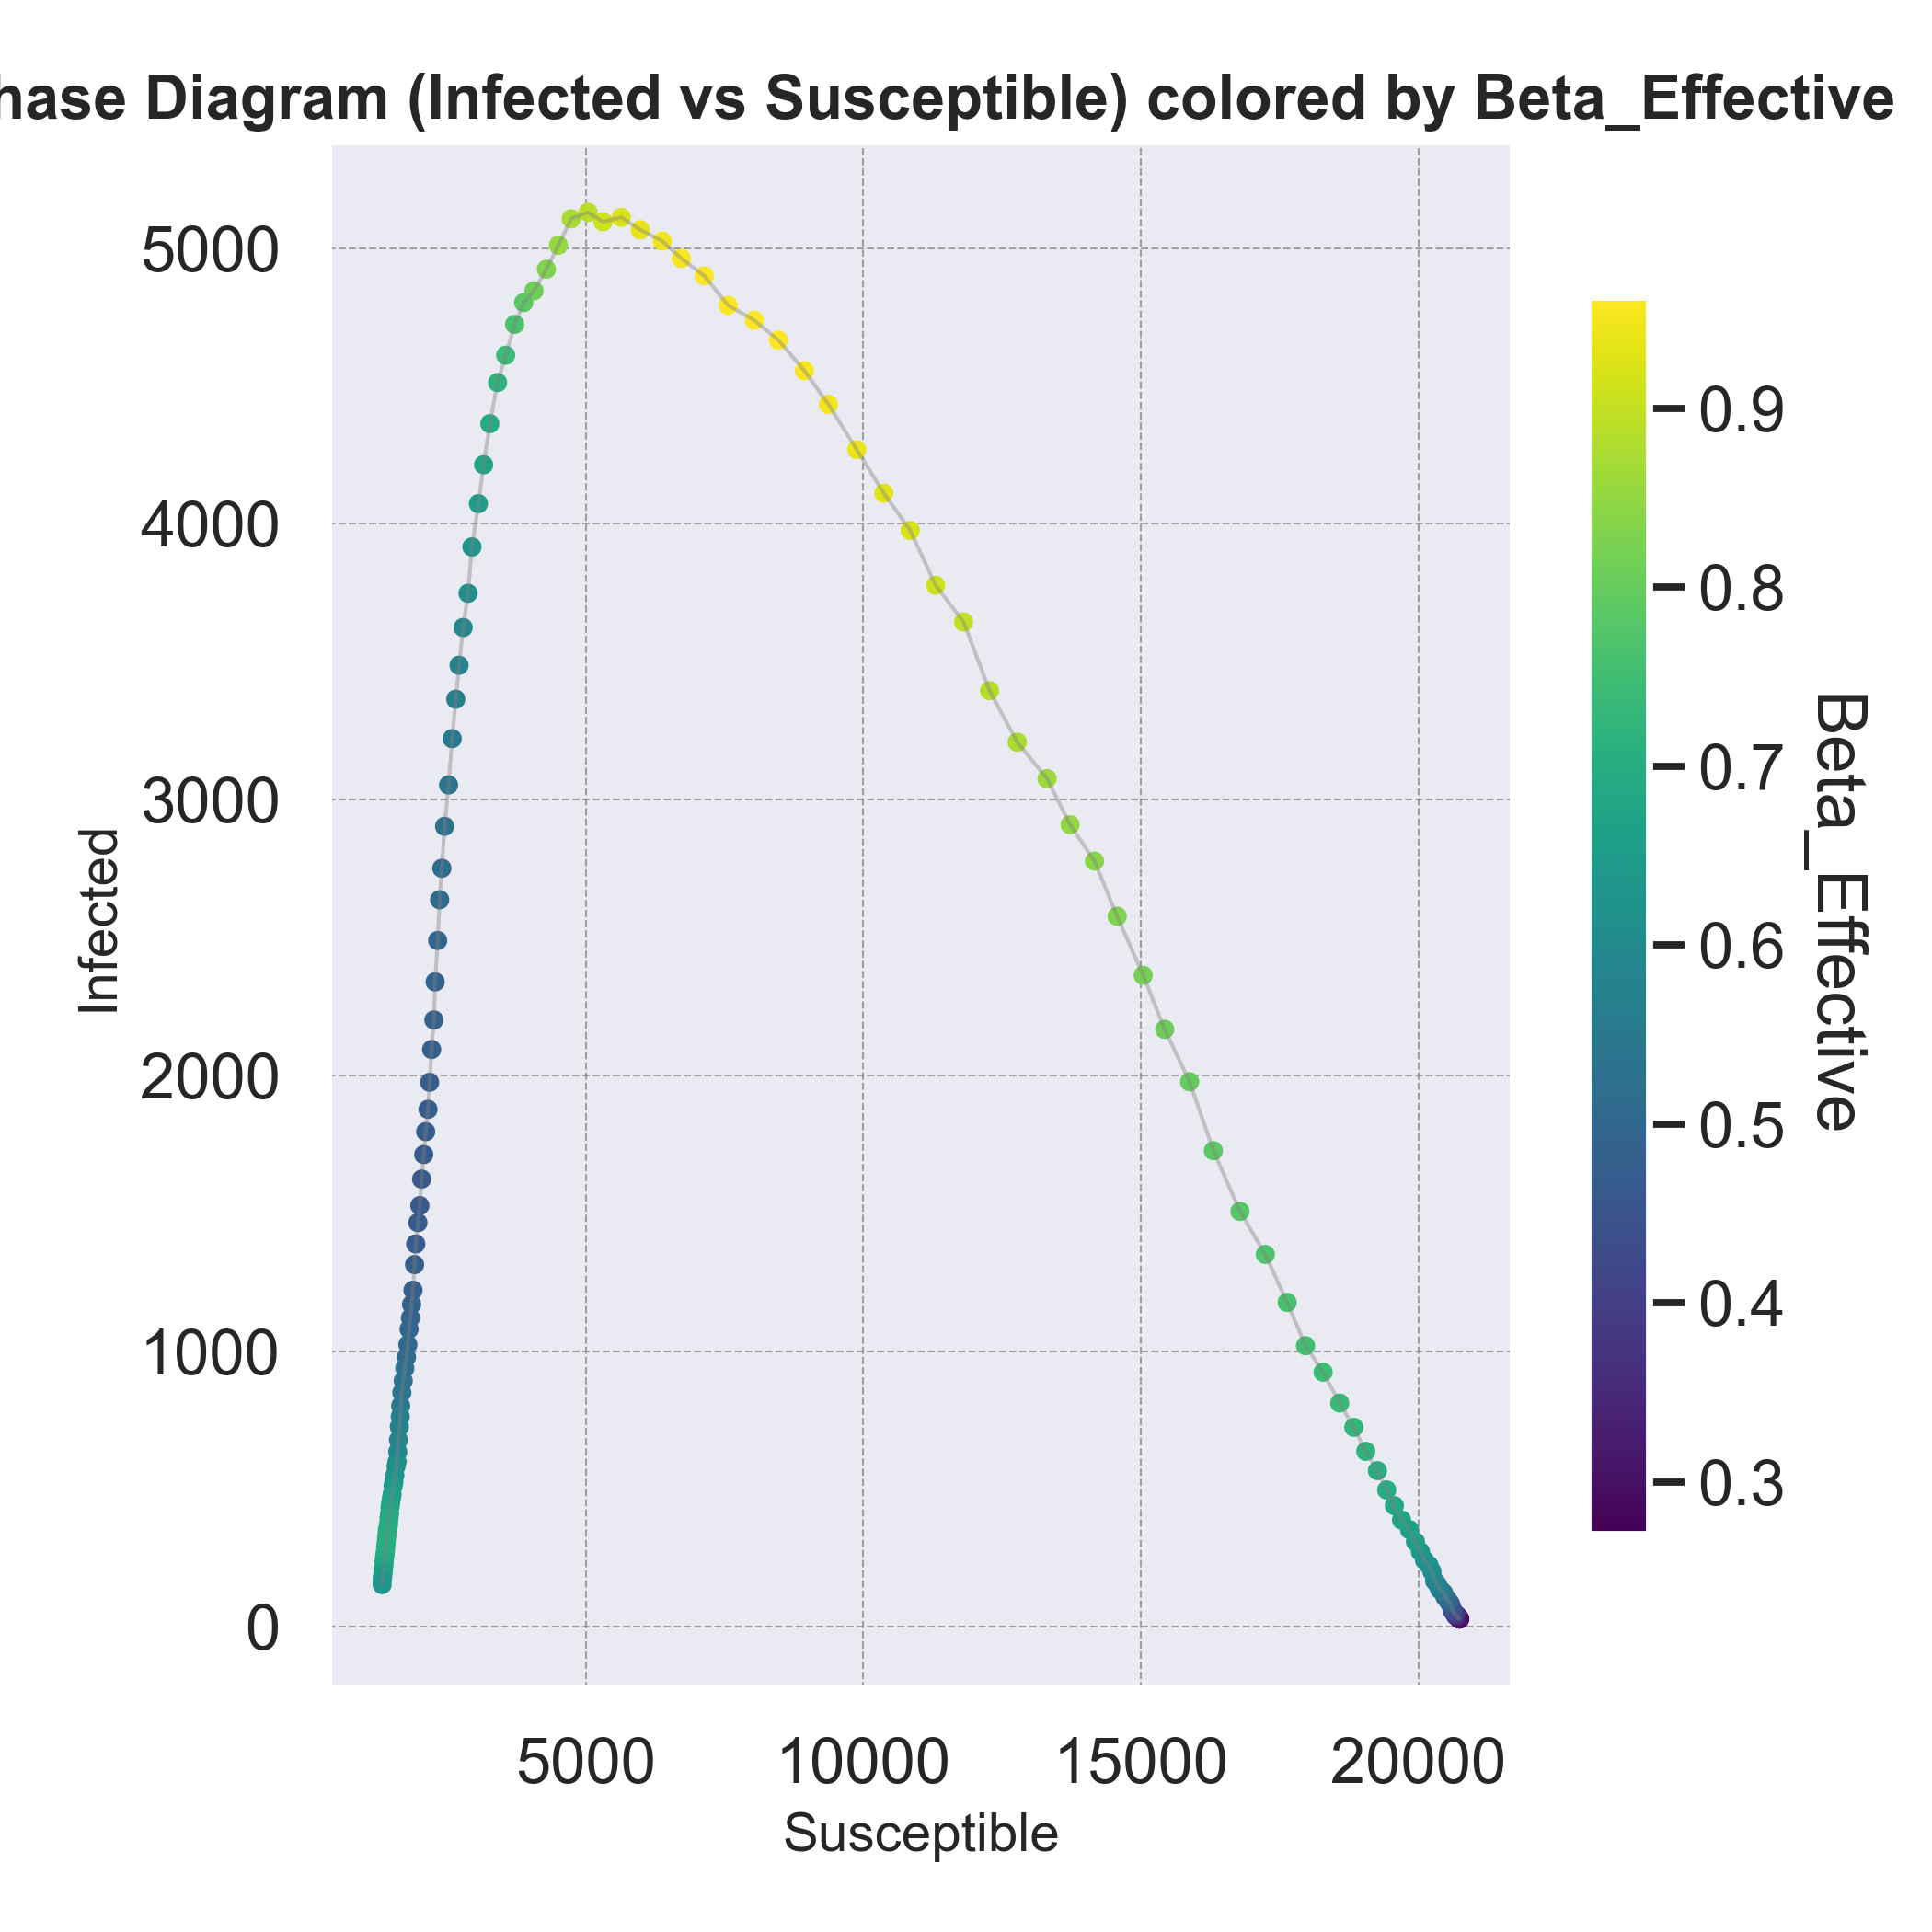 hase Diagram (Infected vs Susceptible) colored by Beta_Effective
5000
4000
3000
2000
1000
0
Infected
5000 10000 15000 20000
Susceptible
0.9
0.8
0.7
0.6
0.5
0.4
0.3
Beta_Effective